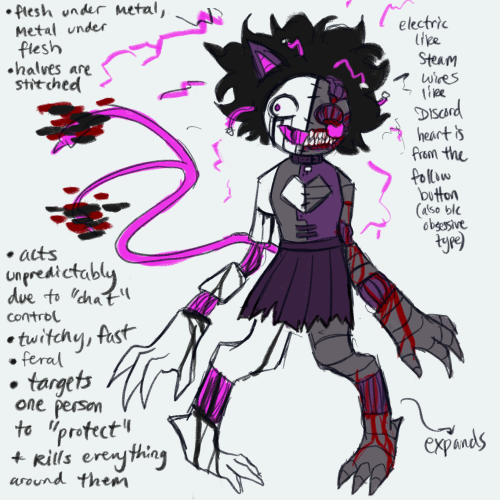 • flesh under metal,
metal under
flesh
• halves are
stitched
• acts
unpredictably
due to "chat"
control
• twitchy, fast
• feral
• targets
one person
to "protect"
+ kills everything
around them
electric
like
Steam
wires
like
Discord
heart is
from the
follow
button
(also b/c
obsessive
type)
expands